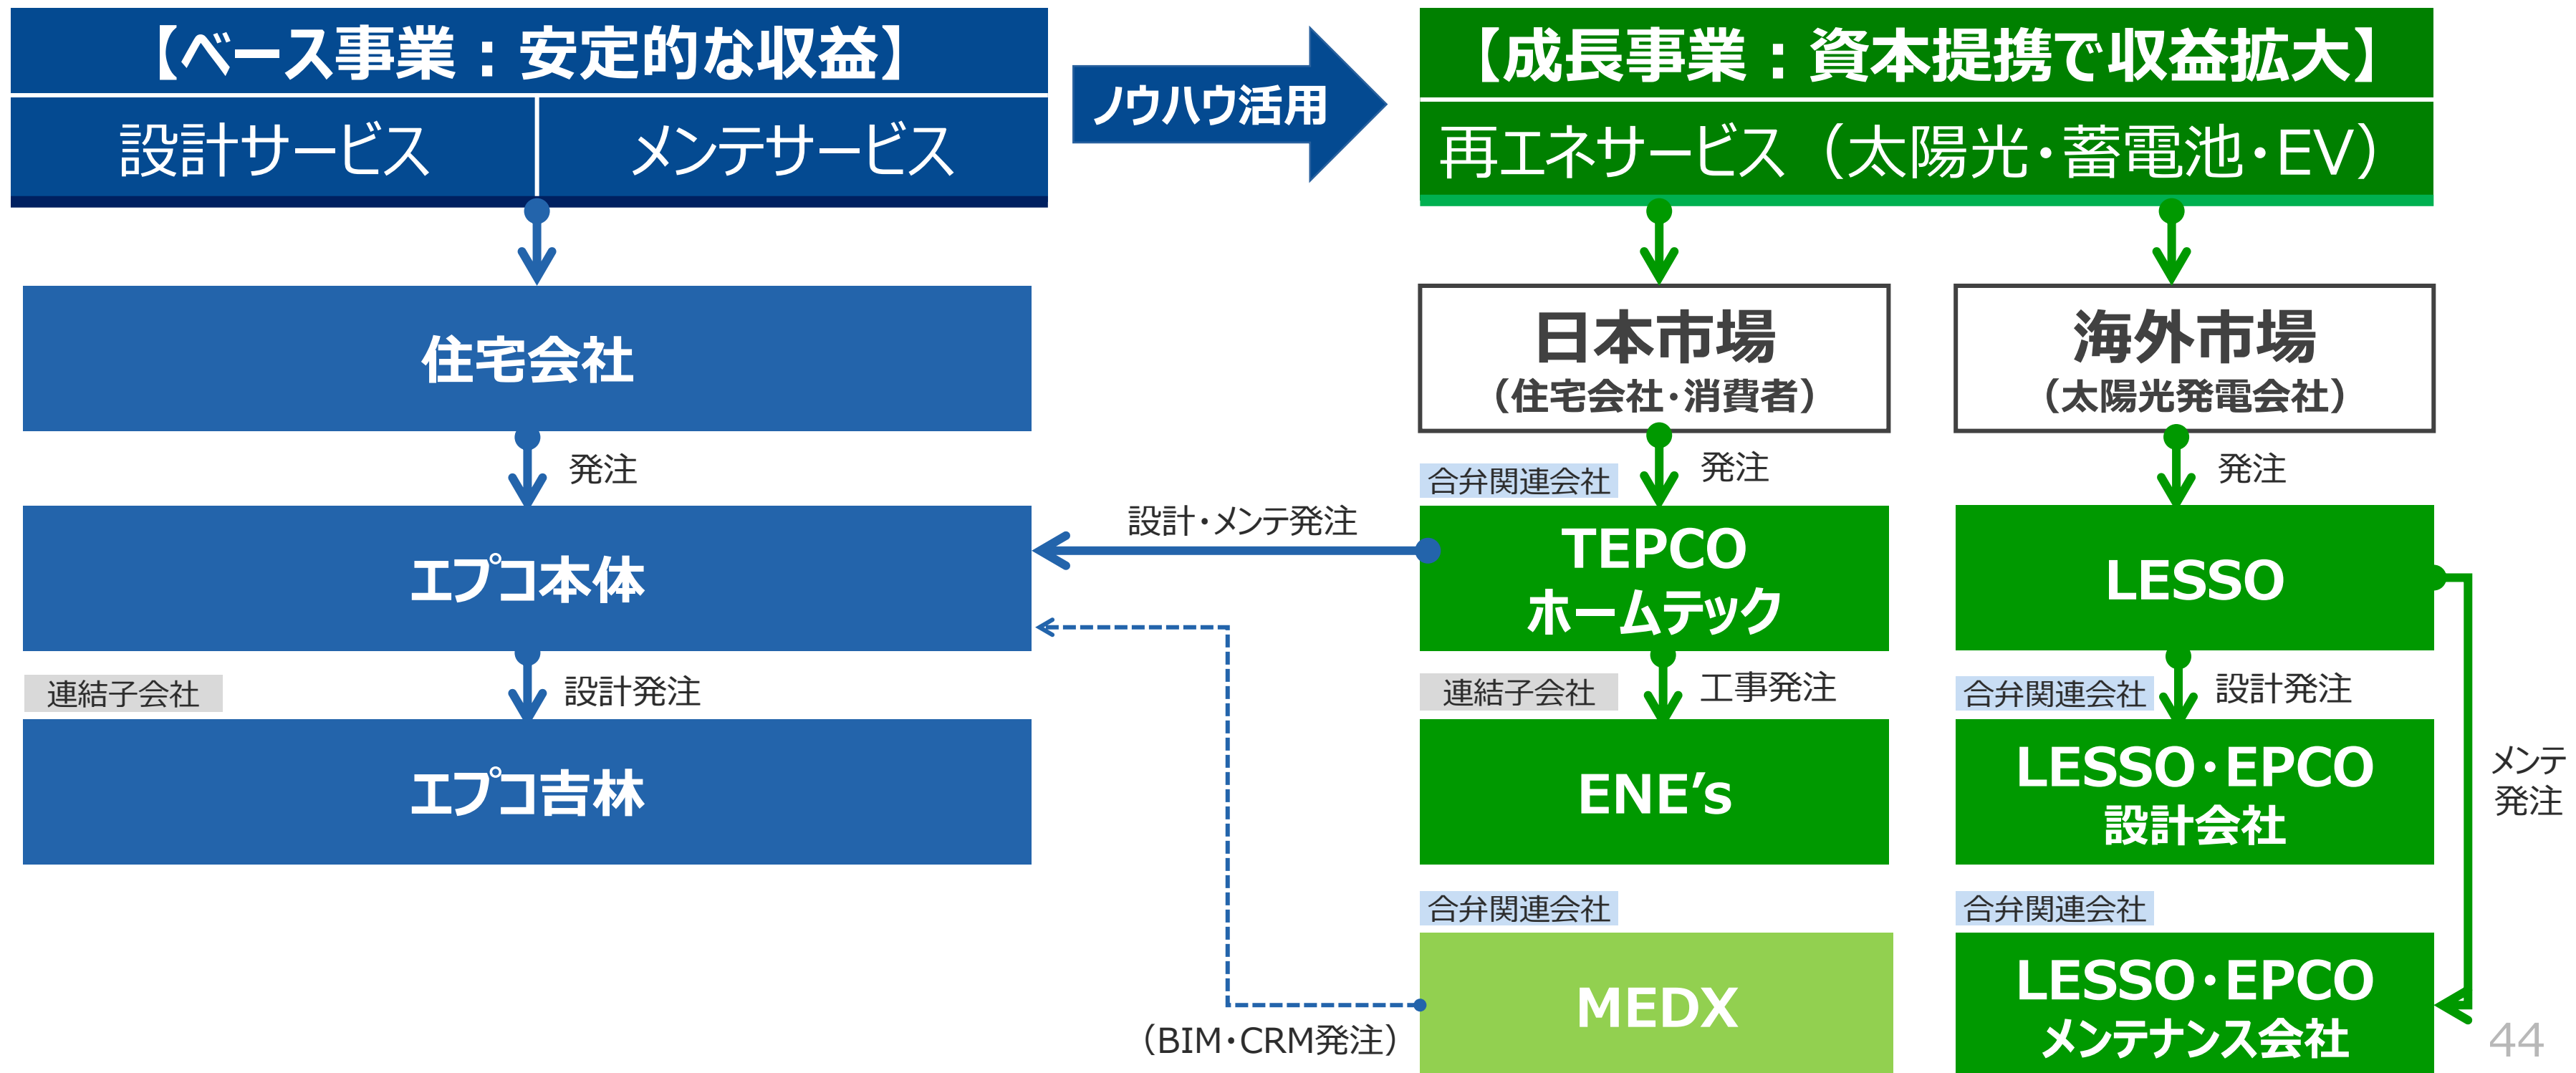 【ベース事業：安定的な収益】
設計サービス
メンテサービス
ノウハウ活用
【成長事業：資本提携で収益拡大】
再エネサービス（太陽光・蓄電池・EV）
住宅会社
発注
エプコ本体
連結子会社
設計発注
エプコ吉林
設計・メンテ発注
（BIM・CRM発注）
日本市場
（住宅会社・消費者）
合弁関連会社
発注
TEPCO
ホームテック
連結子会社
工事発注
ENE’s
合弁関連会社
MEDX
海外市場
（太陽光発電会社）
発注
LESSO
合弁関連会社
設計発注
LESSO・EPCO
設計会社
メンテ
発注
合弁関連会社
LESSO・EPCO
メンテナンス会社
44